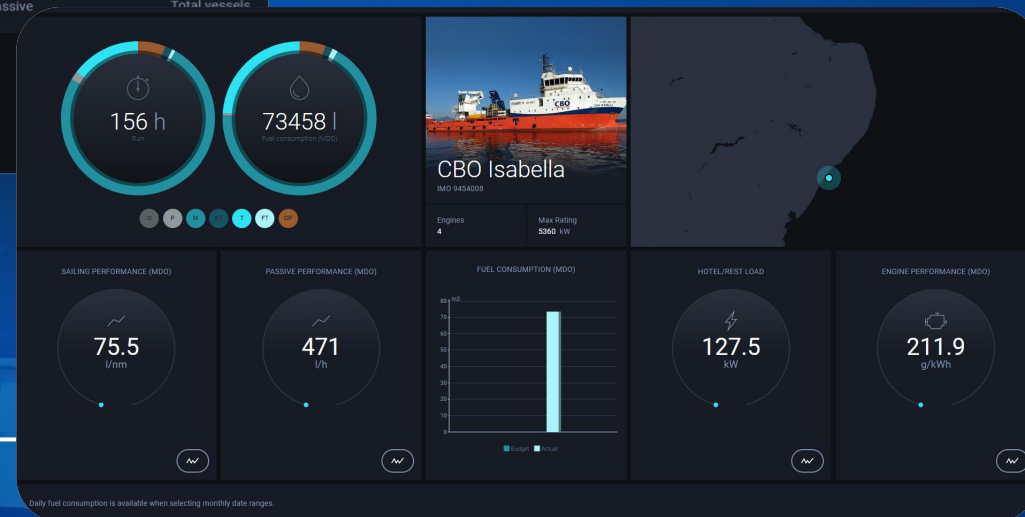 Passive
Total vessels
156 h
Run
73458 l
Fuel consumption (MDO)
O P M ET T FT DP
CBO
CBO Isabella
IMO 9454008
Engines
4
Max Rating
5360 kW
SAILING PERFORMANCE (MDO)
75.5
l/nm
PASSIVE PERFORMANCE (MDO)
471
l/h
FUEL CONSUMPTION (MDO)
m3
80
70
60
50
40
30
20
10
0
Budget Actual
HOTEL/REST LOAD
127.5
kW
ENGINE PERFORMANCE (MDO)
211.9
g/kWh
Daily fuel consumption is available when selecting monthly date ranges.